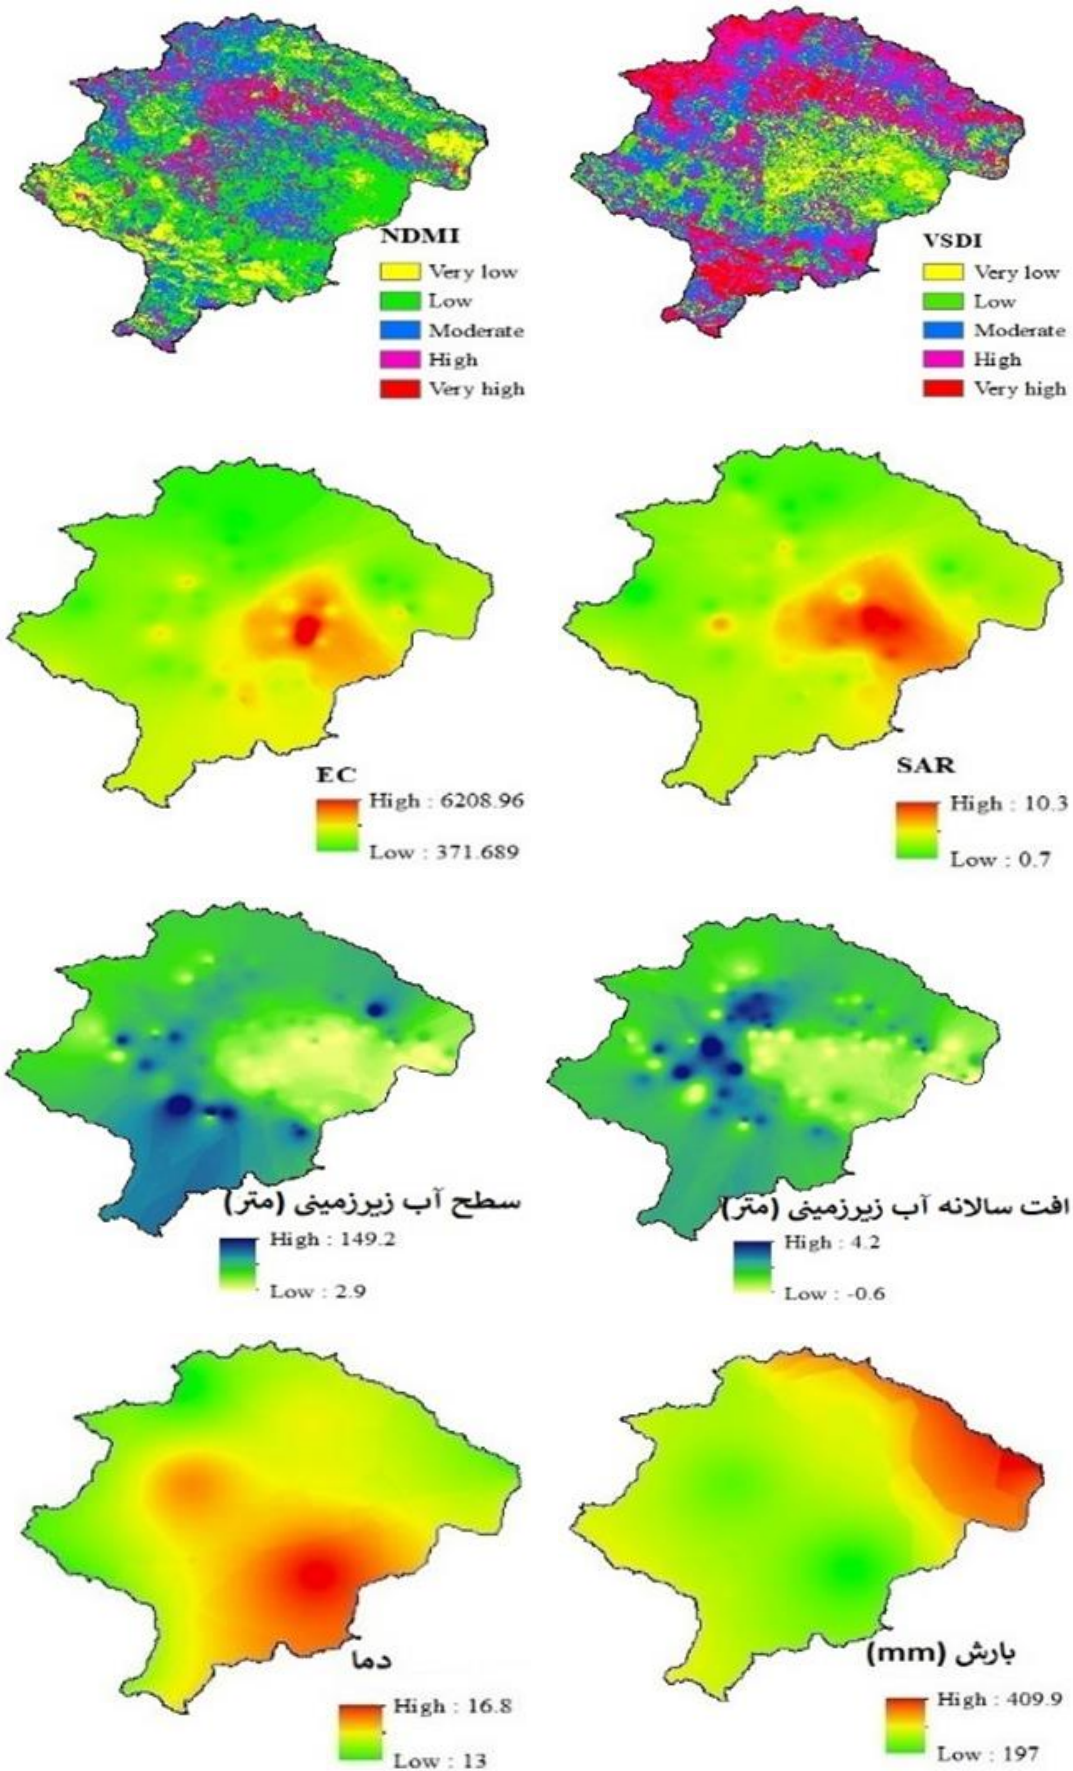 NDMI
Very low
Low
Moderate
High
Very high
VSDI
Very low
Low
Moderate
High
Very high
EC
High : 6208.96
Low : 371.689
SAR
High : 10.3
Low : 0.7
سطح آب زیرزمینی (متر)
High : 149.2
Low : 2.9
افت سالانه آب زیرزمینی (متر)
High : 4.2
Low : -0.6
دما
High : 16.8
Low : 13
بارش (mm)
High : 409.9
Low : 197